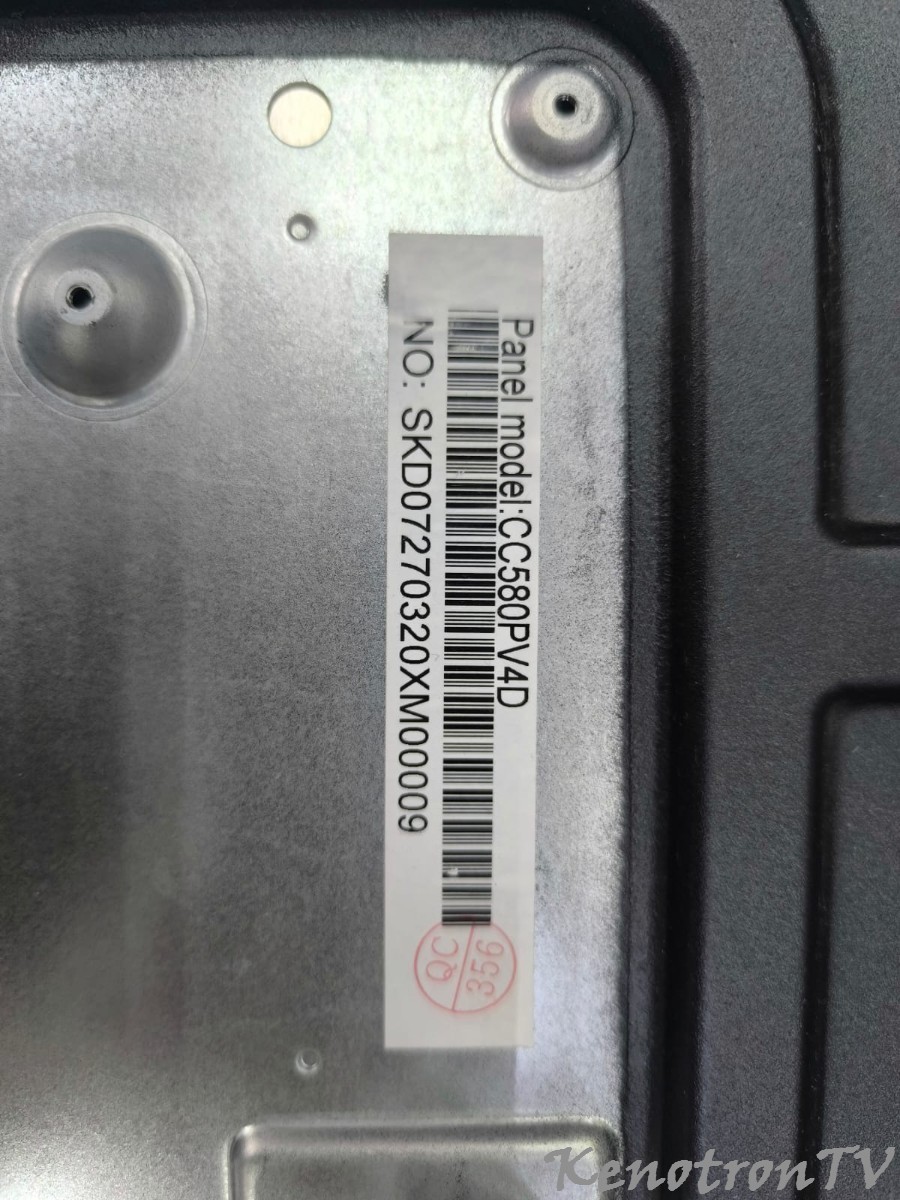 Panel model:CC580PV4D
NO: SKD07270320XM00009
QC
356
KenotronTV